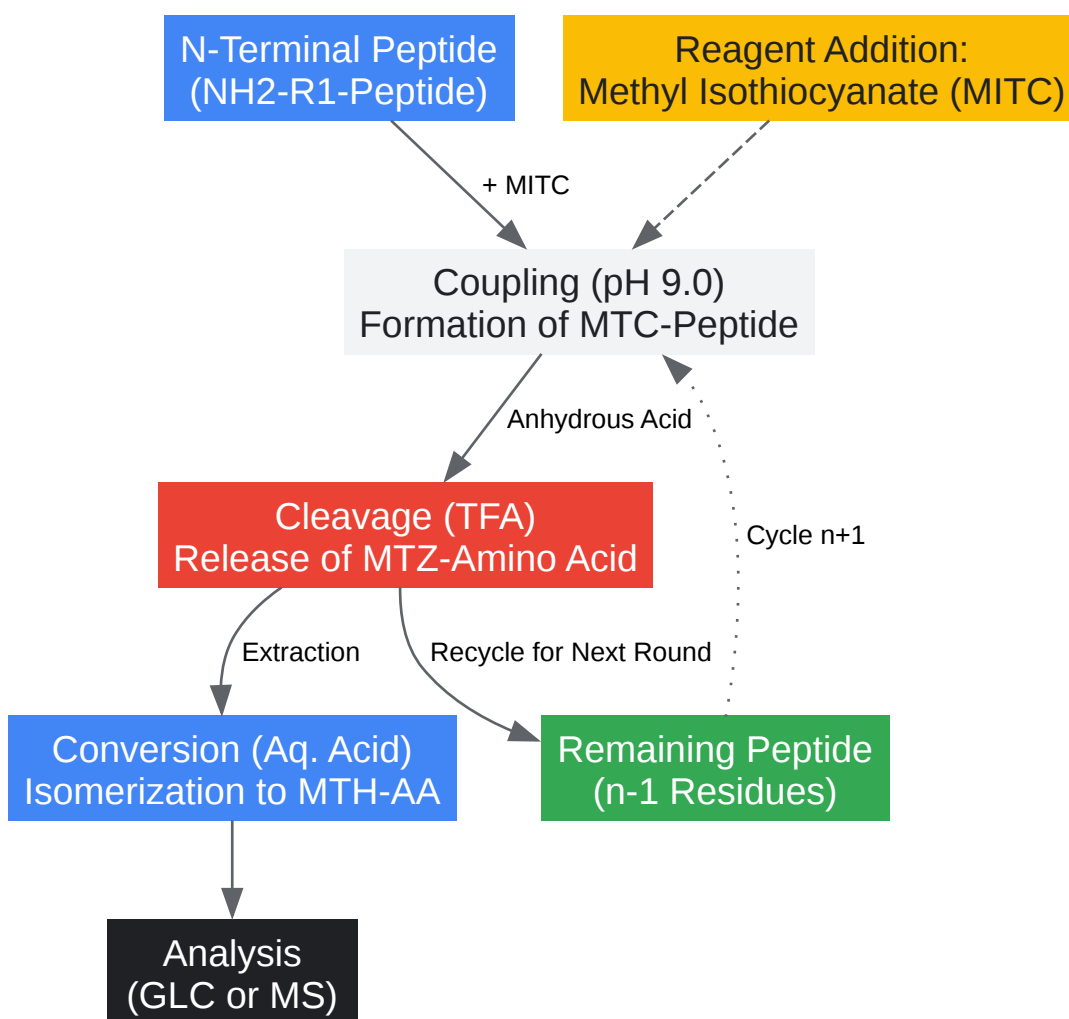 N-Terminal Peptide
(NH2-R1-Peptide)
Reagent Addition:
Methyl Isothiocyanate (MITC)
+ MITC
Coupling (pH 9.0)
Formation of MTC-Peptide
Anhydrous Acid
Cleavage (TFA)
Release of MTZ-Amino Acid
Cycle n+1
Extraction
Recycle for Next Round
Conversion (Aq. Acid)
Isomerization to MTH-AA
Remaining Peptide
(n-1 Residues)
Analysis
(GLC or MS)